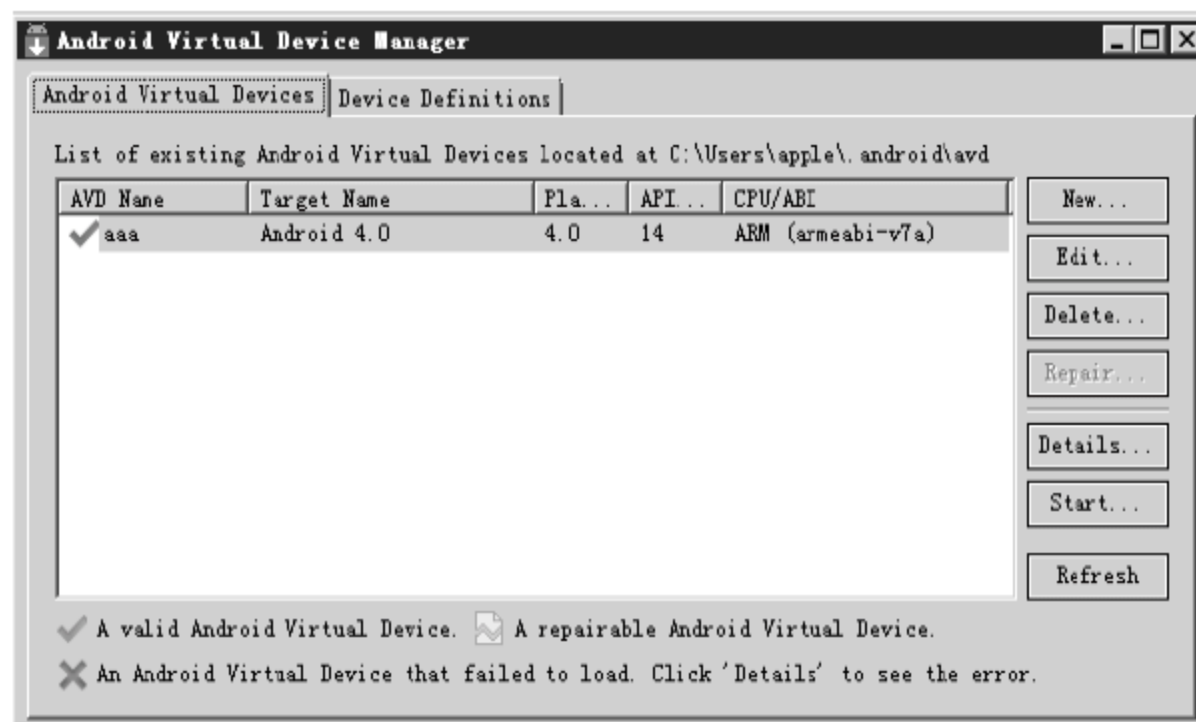 Android Virtual Device Manager
Android Virtual Devices Device Definitions
List of existing Android Virtual Devices located at C:\Users\apple\.android\avd
AVD Name Target Name Pla... API... CPU/ABI
aaa Android 4.0 4.0 14 ARM (armeabi-v7a)
New...
Edit...
Delete...
Repair...
Details...
Start...
Refresh
A valid Android Virtual Device. A repairable Android Virtual Device.
An Android Virtual Device that failed to load. Click 'Details' to see the error.